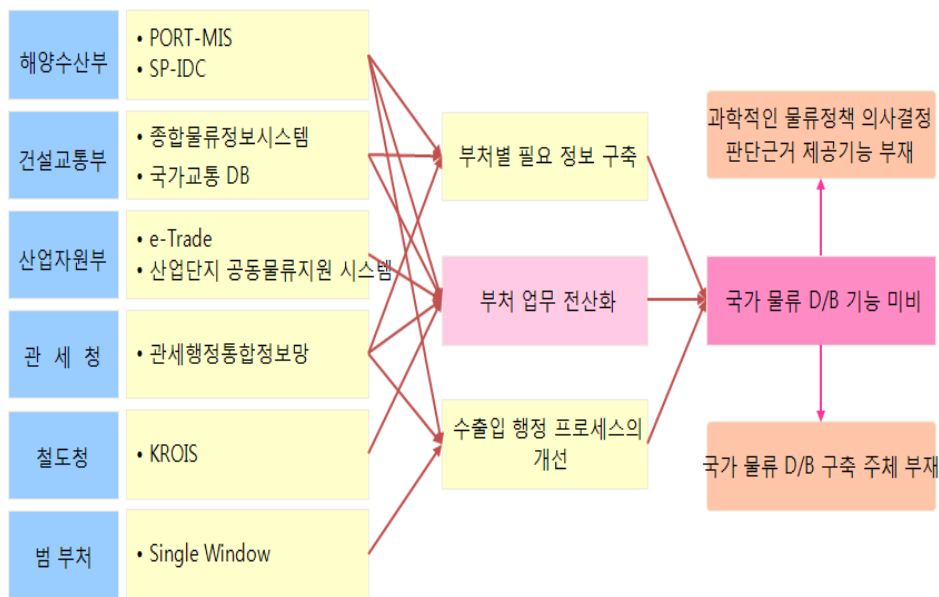 해양수산부
• PORT-MIS
• SP-IDC
건설교통부
• 종합물류정보시스템
• 국가교통 DB
산업자원부
• e-Trade
• 산업단지 공동물류지원 시스템
관 세 청
• 관세행정통합정보망
철도청
• KROIS
범 부처
• Single Window
부처별 필요 정보 구축
부처 업무 전산화
수출입 행정 프로세스의
개선
과학적인 물류정책 의사결정
판단근거 제공기능 부재
국가 물류 D/B 기능 미비
국가 물류 D/B 구축 주체 부재